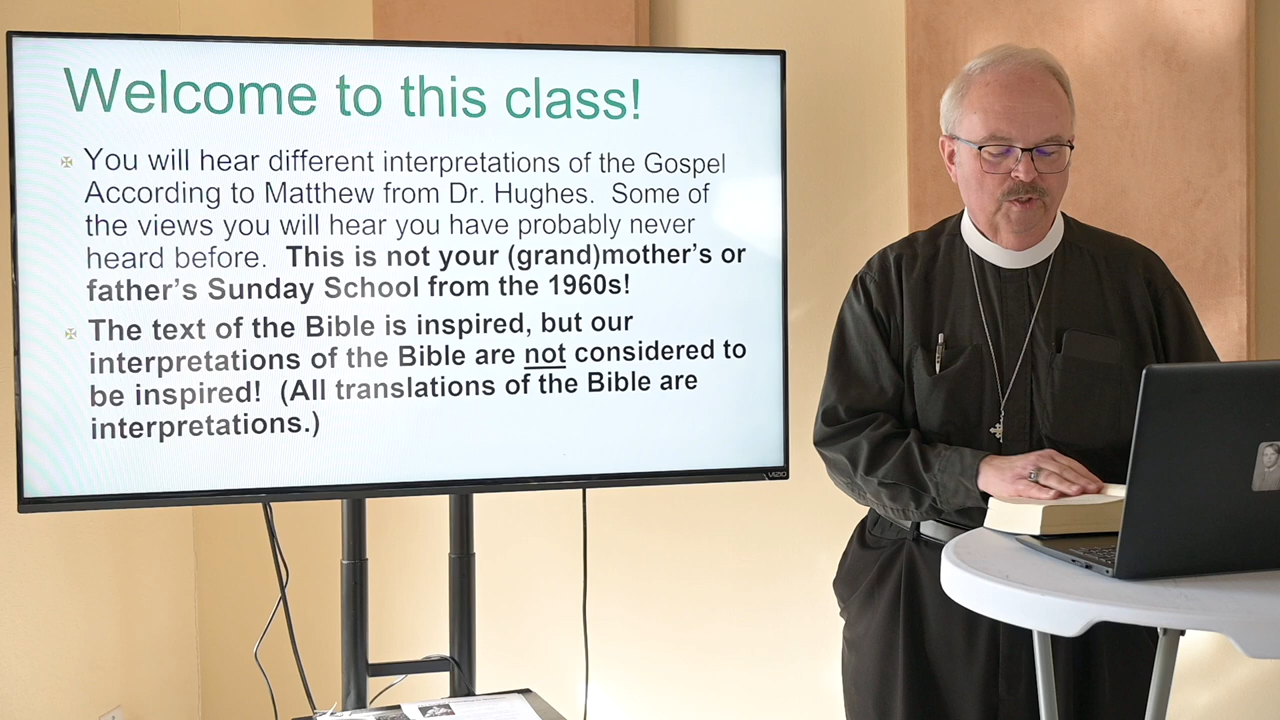 Welcome to this class!
You will hear different interpretations of the Gospel
According to Matthew from Dr. Hughes. Some of
the views you will hear you have probably never
heard before. This is not your (grand)mother's or
father's Sunday School from the 1960s!
The text of the Bible is inspired, but our
interpretations of the Bible are not considered to
be inspired! (All translations of the Bible are
interpretations.)
VIZIO